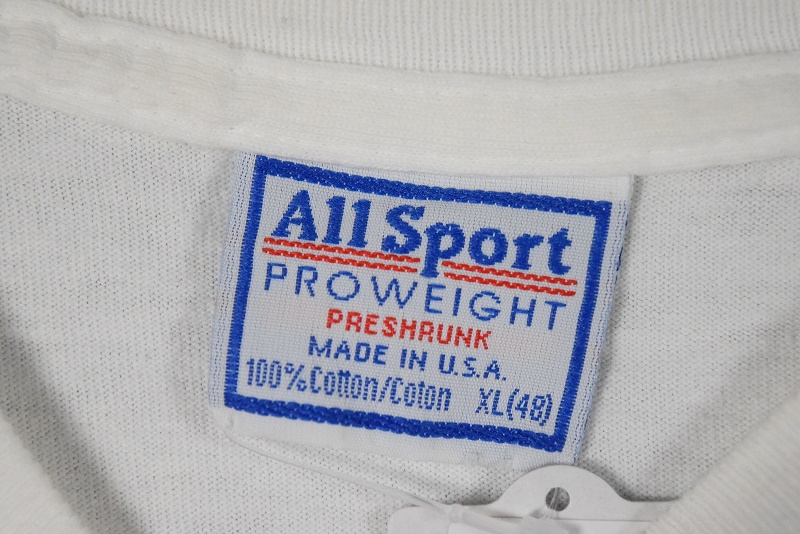 All Sport
PROWEIGHT
PRESHRUNK
MADE IN U.S.A.
100% Cotton/Coton XL(48)